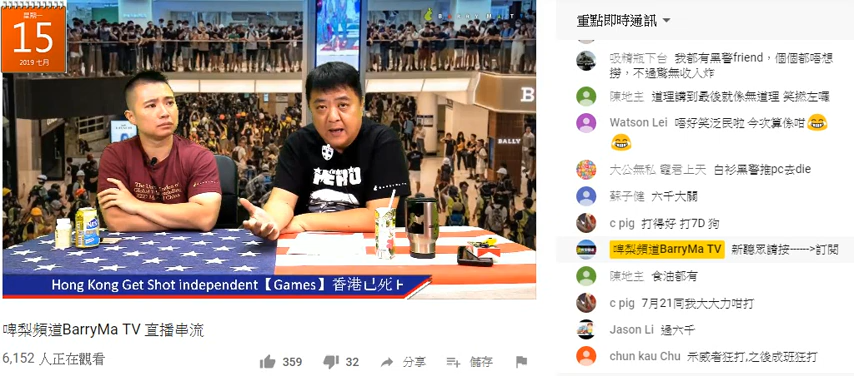 星期一
15
2019 七月
BARRYMA TV
BALLY
HERO
Hong Kong Get Shot independent【Games】香港已死
啤梨頻道BarryMa TV 直播串流
6,152 人正在觀看
359
32
分享
儲存
重點即時通訊
吸精瓶下台 我都有黑警friend，個個都唔想
撈，不過驚無收入炸
陳地主 道理講到最後就係無道理 笑撚左囉
Watson Lei 唔好笑泛民啦 今次算係咁😂
😂
大公無私 竉君上天 白衫黑警推pc去die
蘇子健 六千大關
c pig 打得好 打7D 狗
啤梨頻道BarryMa TV 新聽眾請按------>訂閱
陳地主 食油都有
c pig 7月21同我大大力咁打
Jason Li 過六千
chun kau Chu 示威者狂打,之後成班狂打